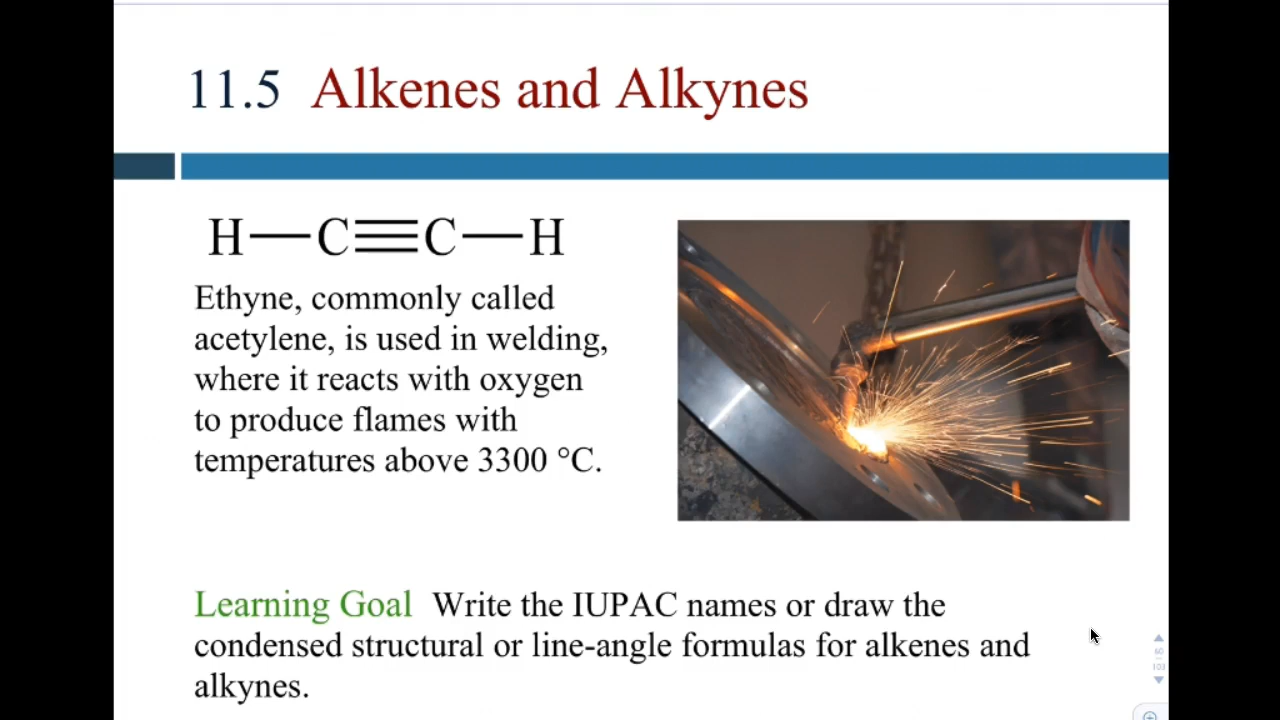 11.5 Alkenes and Alkynes
H—C≡C—H
Ethyne, commonly called
acetylene, is used in welding,
where it reacts with oxygen
to produce flames with
temperatures above 3300 °C.
Learning Goal Write the IUPAC names or draw the
condensed structural or line-angle formulas for alkenes and
alkynes.
60
103